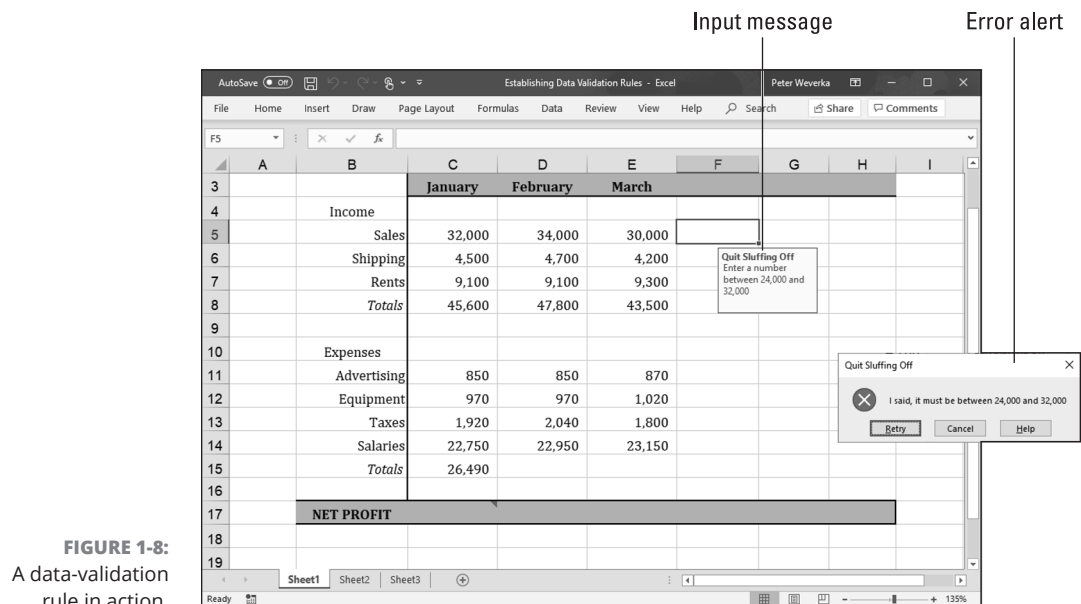 Input message
Error alert
AutoSave Off
Establishing Data Validation Rules - Excel
Peter Weverka
File Home Insert Draw Page Layout Formulas Data Review View Help Search Share Comments
F5 fx
A B C D E F G H I
3 January February March
4 Income
5 Sales 32,000 34,000 30,000
6 Shipping 4,500 4,700 4,200
7 Rents 9,100 9,100 9,300
8 Totals 45,600 47,800 43,500
9
10 Expenses
11 Advertising 850 850 870
12 Equipment 970 970 1,020
13 Taxes 1,920 2,040 1,800
14 Salaries 22,750 22,950 23,150
15 Totals 26,490
16
17 NET PROFIT
18
19
Quit Sluffing Off
Enter a number
between 24,000 and
32,000
Quit Sluffing Off
I said, it must be between 24,000 and 32,000
Retry Cancel Help
Sheet1 Sheet2 Sheet3
Ready
135%
FIGURE 1-8:
A data-validation
rule in action.